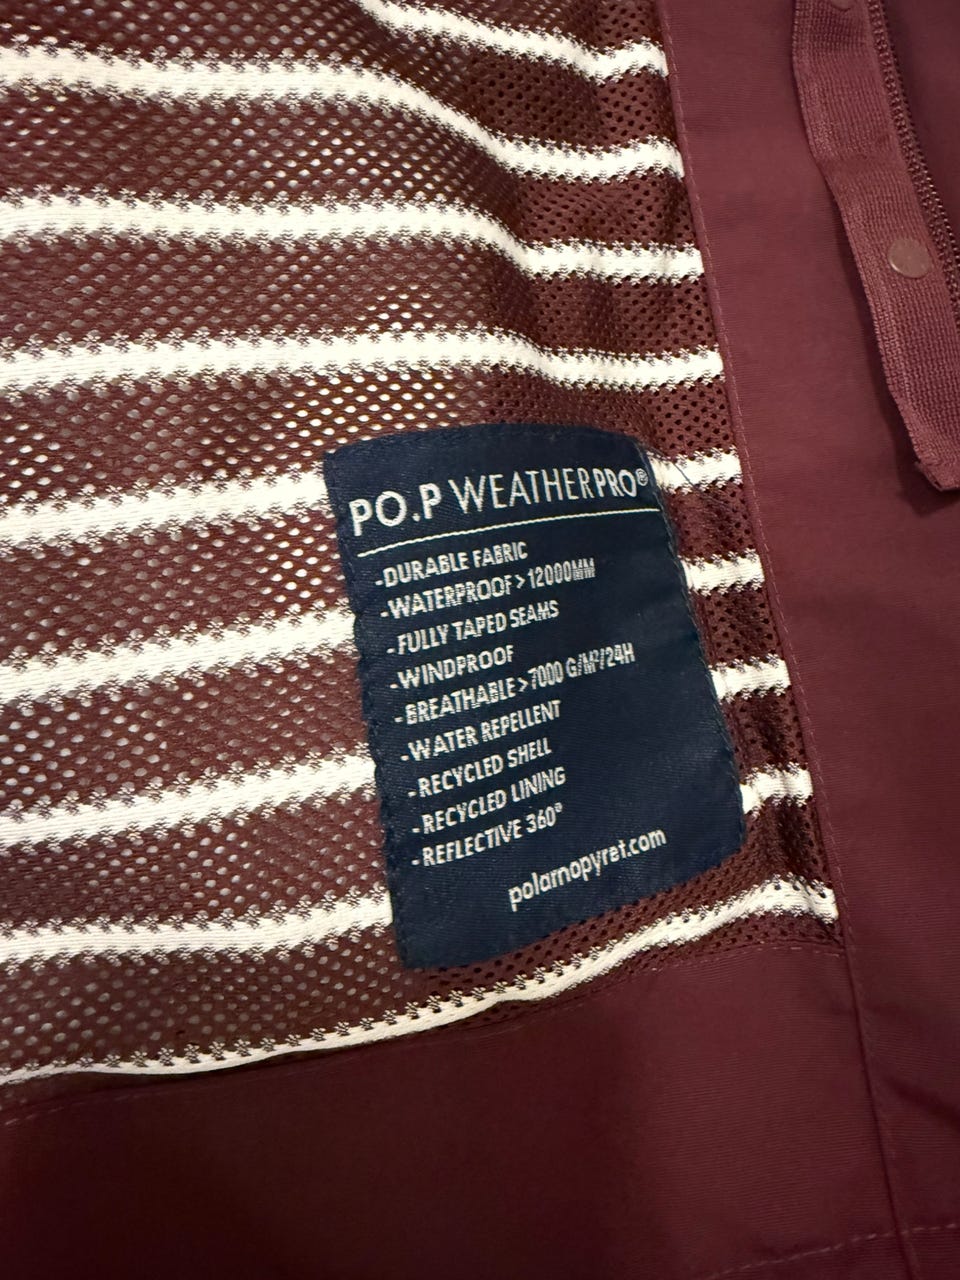 PO.P WEATHERPRO®
-DURABLE FABRIC
-WATERPROOF>12000MM
-FULLY TAPED SEAMS
-WINDPROOF
-BREATHABLE>7000 G/M²/24H
-WATER REPELLENT
-RECYCLED SHELL
-RECYCLED LINING
-REFLECTIVE 360°
polarnopyret.com